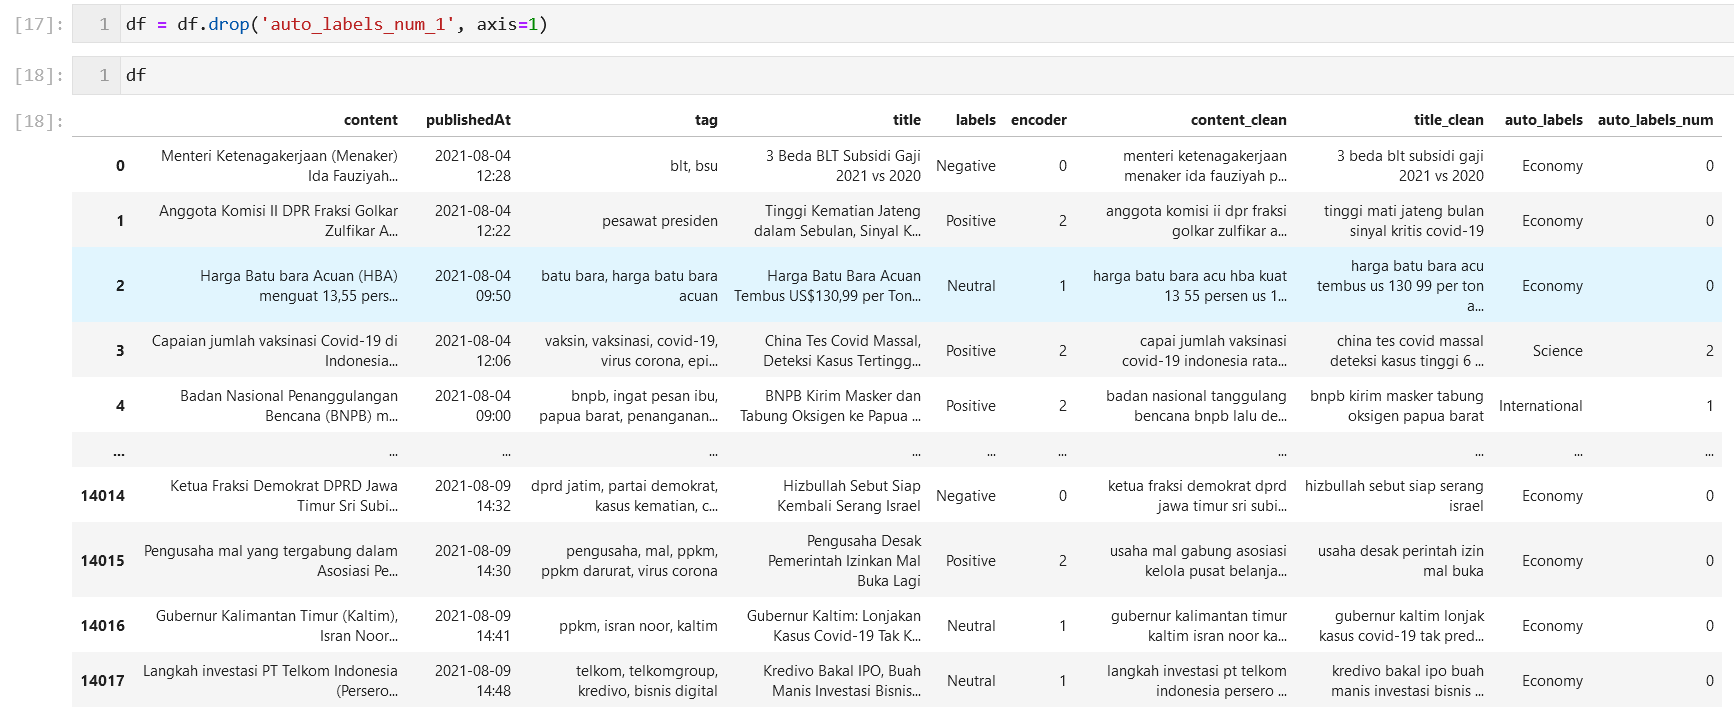 [17]: 1 df = df.drop('auto_labels_num_1', axis=1)
[18]: 1 df
[18]: content publishedAt tag title labels encoder content_clean title_clean auto_labels auto_labels_num
0 Menteri Ketenagakerjaan (Menaker) Ida Fauziyah... 2021-08-04 12:28 blt, bsu 3 Beda BLT Subsidi Gaji 2021 vs 2020 Negative 0 menteri ketenagakerjaan menaker ida fauziyah p... 3 beda blt subsidi gaji 2021 vs 2020 Economy 0
1 Anggota Komisi II DPR Fraksi Golkar Zulfikar A... 2021-08-04 12:22 pesawat presiden Tinggi Kematian Jateng dalam Sebulan, Sinyal K... Positive 2 anggota komisi ii dpr fraksi golkar zulfikar a... tinggi mati jateng bulan sinyal kritis covid-19 Economy 0
2 Harga Batu bara Acuan (HBA) menguat 13,55 pers... 2021-08-04 09:50 batu bara, harga batu bara acuan Harga Batu Bara Acuan Tembus US$130,99 per Ton... Neutral 1 harga batu bara acu hba kuat 13 55 persen us 1... harga batu bara acu tembus us 130 99 per ton a... Economy 0
3 Capaian jumlah vaksinasi Covid-19 di Indonesia... 2021-08-04 12:06 vaksin, vaksinasi, covid-19, virus corona, epi... China Tes Covid Massal, Deteksi Kasus Tertingg... Positive 2 capai jumlah vaksinasi covid-19 indonesia rata... china tes covid massal deteksi kasus tinggi 6 ... Science 2
4 Badan Nasional Penanggulangan Bencana (BNPB) m... 2021-08-04 09:00 bnpb, ingat pesan ibu, papua barat, penanganan... BNPB Kirim Masker dan Tabung Oksigen ke Papua ... Positive 2 badan nasional tanggulang bencana bnpb lalu de... bnpb kirim masker tabung oksigen papua barat International 1
... ... ... ... ... ... ... ... ... ... ...
14014 Ketua Fraksi Demokrat DPRD Jawa Timur Sri Subi... 2021-08-09 14:32 dprd jatim, partai demokrat, kasus kematian, c... Hizbullah Sebut Siap Kembali Serang Israel Negative 0 ketua fraksi demokrat dprd jawa timur sri subi... hizbullah sebut siap serang israel Economy 0
14015 Pengusaha mal yang tergabung dalam Asosiasi Pe... 2021-08-09 14:30 pengusaha, mal, ppkm, ppkm darurat, virus corona Pengusaha Desak Pemerintah Izinkan Mal Buka Lagi Positive 2 usaha mal gabung asosiasi kelola pusat belanja... usaha desak perintah izin mal buka Economy 0
14016 Gubernur Kalimantan Timur (Kaltim), Isran Noor... 2021-08-09 14:41 ppkm, isran noor, kaltim Gubernur Kaltim: Lonjakan Kasus Covid-19 Tak K... Neutral 1 gubernur kalimantan timur kaltim isran noor ka... gubernur kaltim lonjak kasus covid-19 tak pred... Economy 0
14017 Langkah investasi PT Telkom Indonesia (Persero... 2021-08-09 14:48 telkom, telkomgroup, kredivo, bisnis digital Kredivo Bakal IPO, Buah Manis Investasi Bisnis... Neutral 1 langkah investasi pt telkom indonesia persero ... kredivo bakal ipo buah manis investasi bisnis ... Economy 0